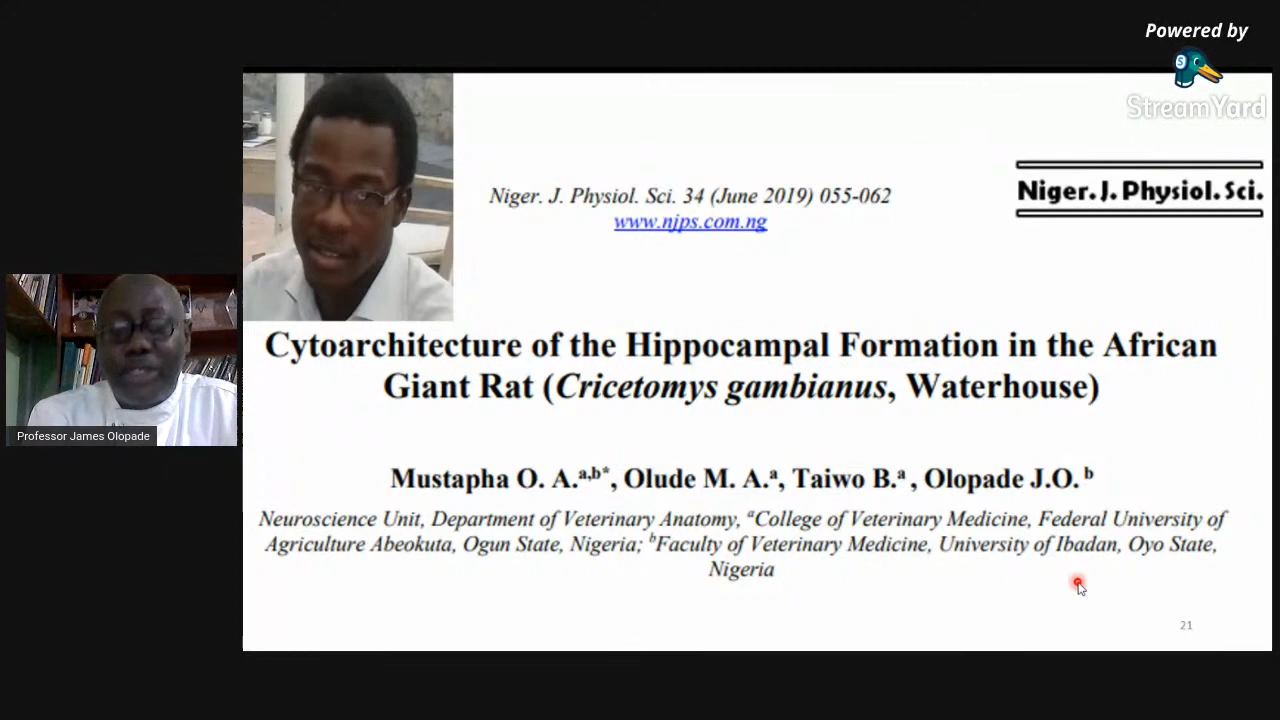 Powered by
StreamYard
Niger. J. Physiol. Sci. 34 (June 2019) 055-062
www.njps.com.ng
Niger. J. Physiol. Sci.
Cytoarchitecture of the Hippocampal Formation in the African
Giant Rat (Cricetomys gambianus, Waterhouse)
Professor James Olopade
Mustapha O. A.a,b*, Olude M. A.a, Taiwo B.a , Olopade J.O. b
Neuroscience Unit, Department of Veterinary Anatomy, aCollege of Veterinary Medicine, Federal University of
Agriculture Abeokuta, Ogun State, Nigeria; bFaculty of Veterinary Medicine, University of Ibadan, Oyo State,
Nigeria
21